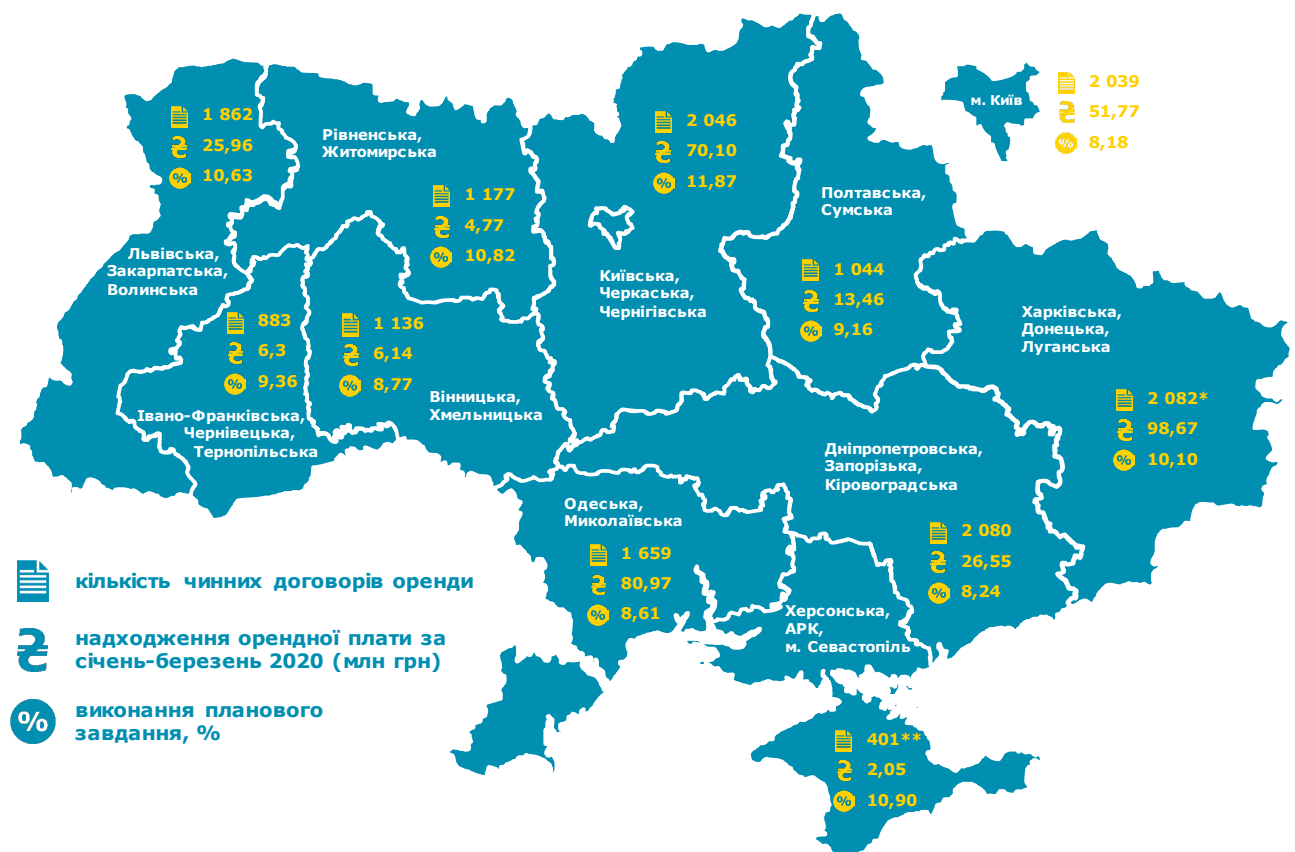 1 862
25,96
10,63
Львівська,
Закарпатська,
Волинська
Рівненська,
Житомирська
1 177
4,77
10,82
2 046
70,10
11,87
Київська,
Черкаська,
Чернігівська
м. Київ
2 039
51,77
8,18
Полтавська,
Сумська
1 044
13,46
9,16
Харківська,
Донецька,
Луганська
2 082*
98,67
10,10
883
6,3
9,36
Івано-Франківська,
Чернівецька,
Тернопільська
1 136
6,14
8,77
Вінницька,
Хмельницька
Дніпропетровська,
Запорізька,
Кіровоградська
2 080
26,55
8,24
Одеська,
Миколаївська
1 659
80,97
8,61
Херсонська,
АРК,
м. Севастопіль
401**
2,05
10,90
кількість чинних договорів оренди
надходження орендної плати за
січень-березень 2020 (млн грн)
% виконання планового
завдання, %